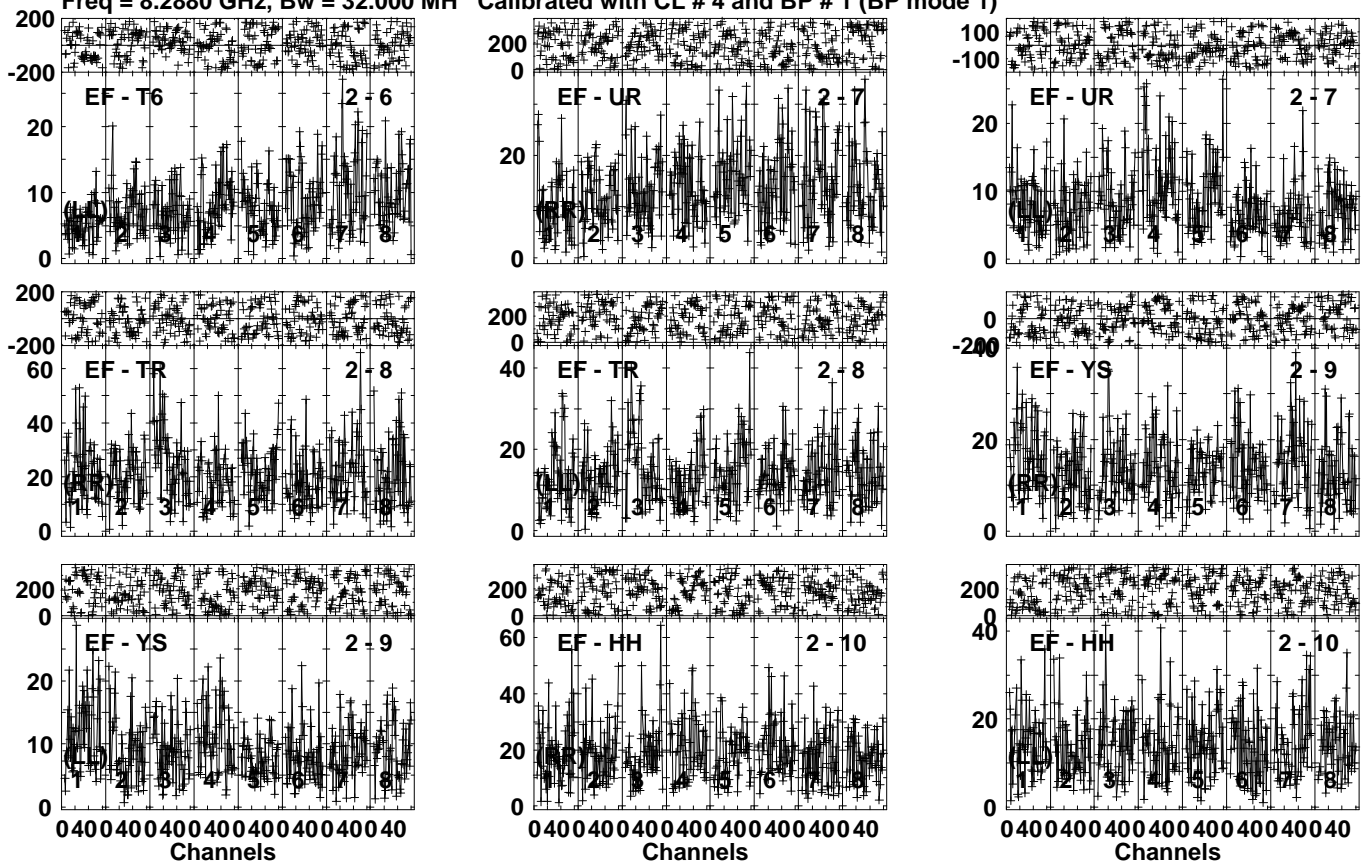 Freq = 8.2880 GHz, Bw = 32.000 MH Calibrated with CL # 4 and BP # 1 (BP mode 1)
200 0 -200
EF - T6 2 - 6
20 10 0
(LL)
1 2 3 4 5 6 7 8
200 0
EF - UR 2 - 7
20 0
(RR)
1 2 3 4 5 6 7 8
100 -100
EF - UR 2 - 7
20 10 0
(LL)
1 2 3 4 5 6 7 8
200 0 -200
EF - TR 2 - 8
60 40 20 0
(RR)
1 2 3 4 5 6 7 8
200 0
EF - TR 2 - 8
40 20 0
(LL)
1 2 3 4 5 6 7 8
0 -200
EF - YS 2 - 9
40 20 0
(RR)
1 2 3 4 5 6 7 8
200 0
EF - YS 2 - 9
20 10 0
(LL)
1 2 3 4 5 6 7 8
0 40 0 40 0 40 0 40 0 40 0 40 0 40 0 40
Channels
200 0
EF - HH 2 - 10
60 40 20 0
(RR)
1 2 3 4 5 6 7 8
0 40 0 40 0 40 0 40 0 40 0 40 0 40 0 40
Channels
200 0
EF - HH 2 - 10
40 20 0
(LL)
1 2 3 4 5 6 7 8
0 40 0 40 0 40 0 40 0 40 0 40 0 40 0 40
Channels